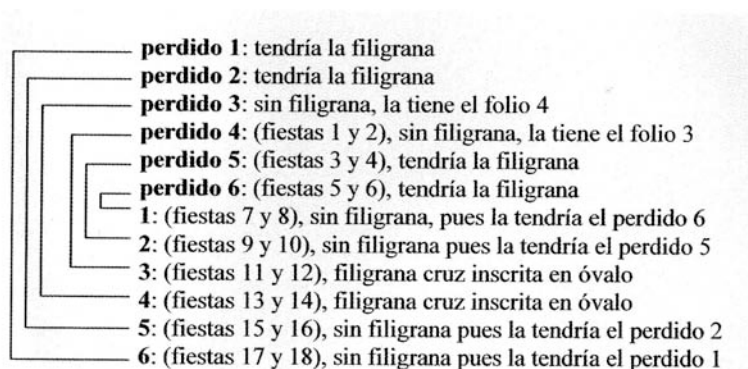 perdido 1: tendría la filigrana
perdido 2: tendría la filigrana
perdido 3: sin filigrana, la tiene el folio 4
perdido 4: (fiestas 1 y 2), sin filigrana, la tiene el folio 3
perdido 5: (fiestas 3 y 4), tendría la filigrana
perdido 6: (fiestas 5 y 6), tendría la filigrana
1: (fiestas 7 y 8), sin filigrana, pues la tendría el perdido 6
2: (fiestas 9 y 10), sin filigrana pues la tendría el perdido 5
3: (fiestas 11 y 12), filigrana cruz inscrita en óvalo
4: (fiestas 13 y 14), filigrana cruz inscrita en óvalo
5: (fiestas 15 y 16), sin filigrana pues la tendría el perdido 2
6: (fiestas 17 y 18), sin filigrana pues la tendría el perdido 1